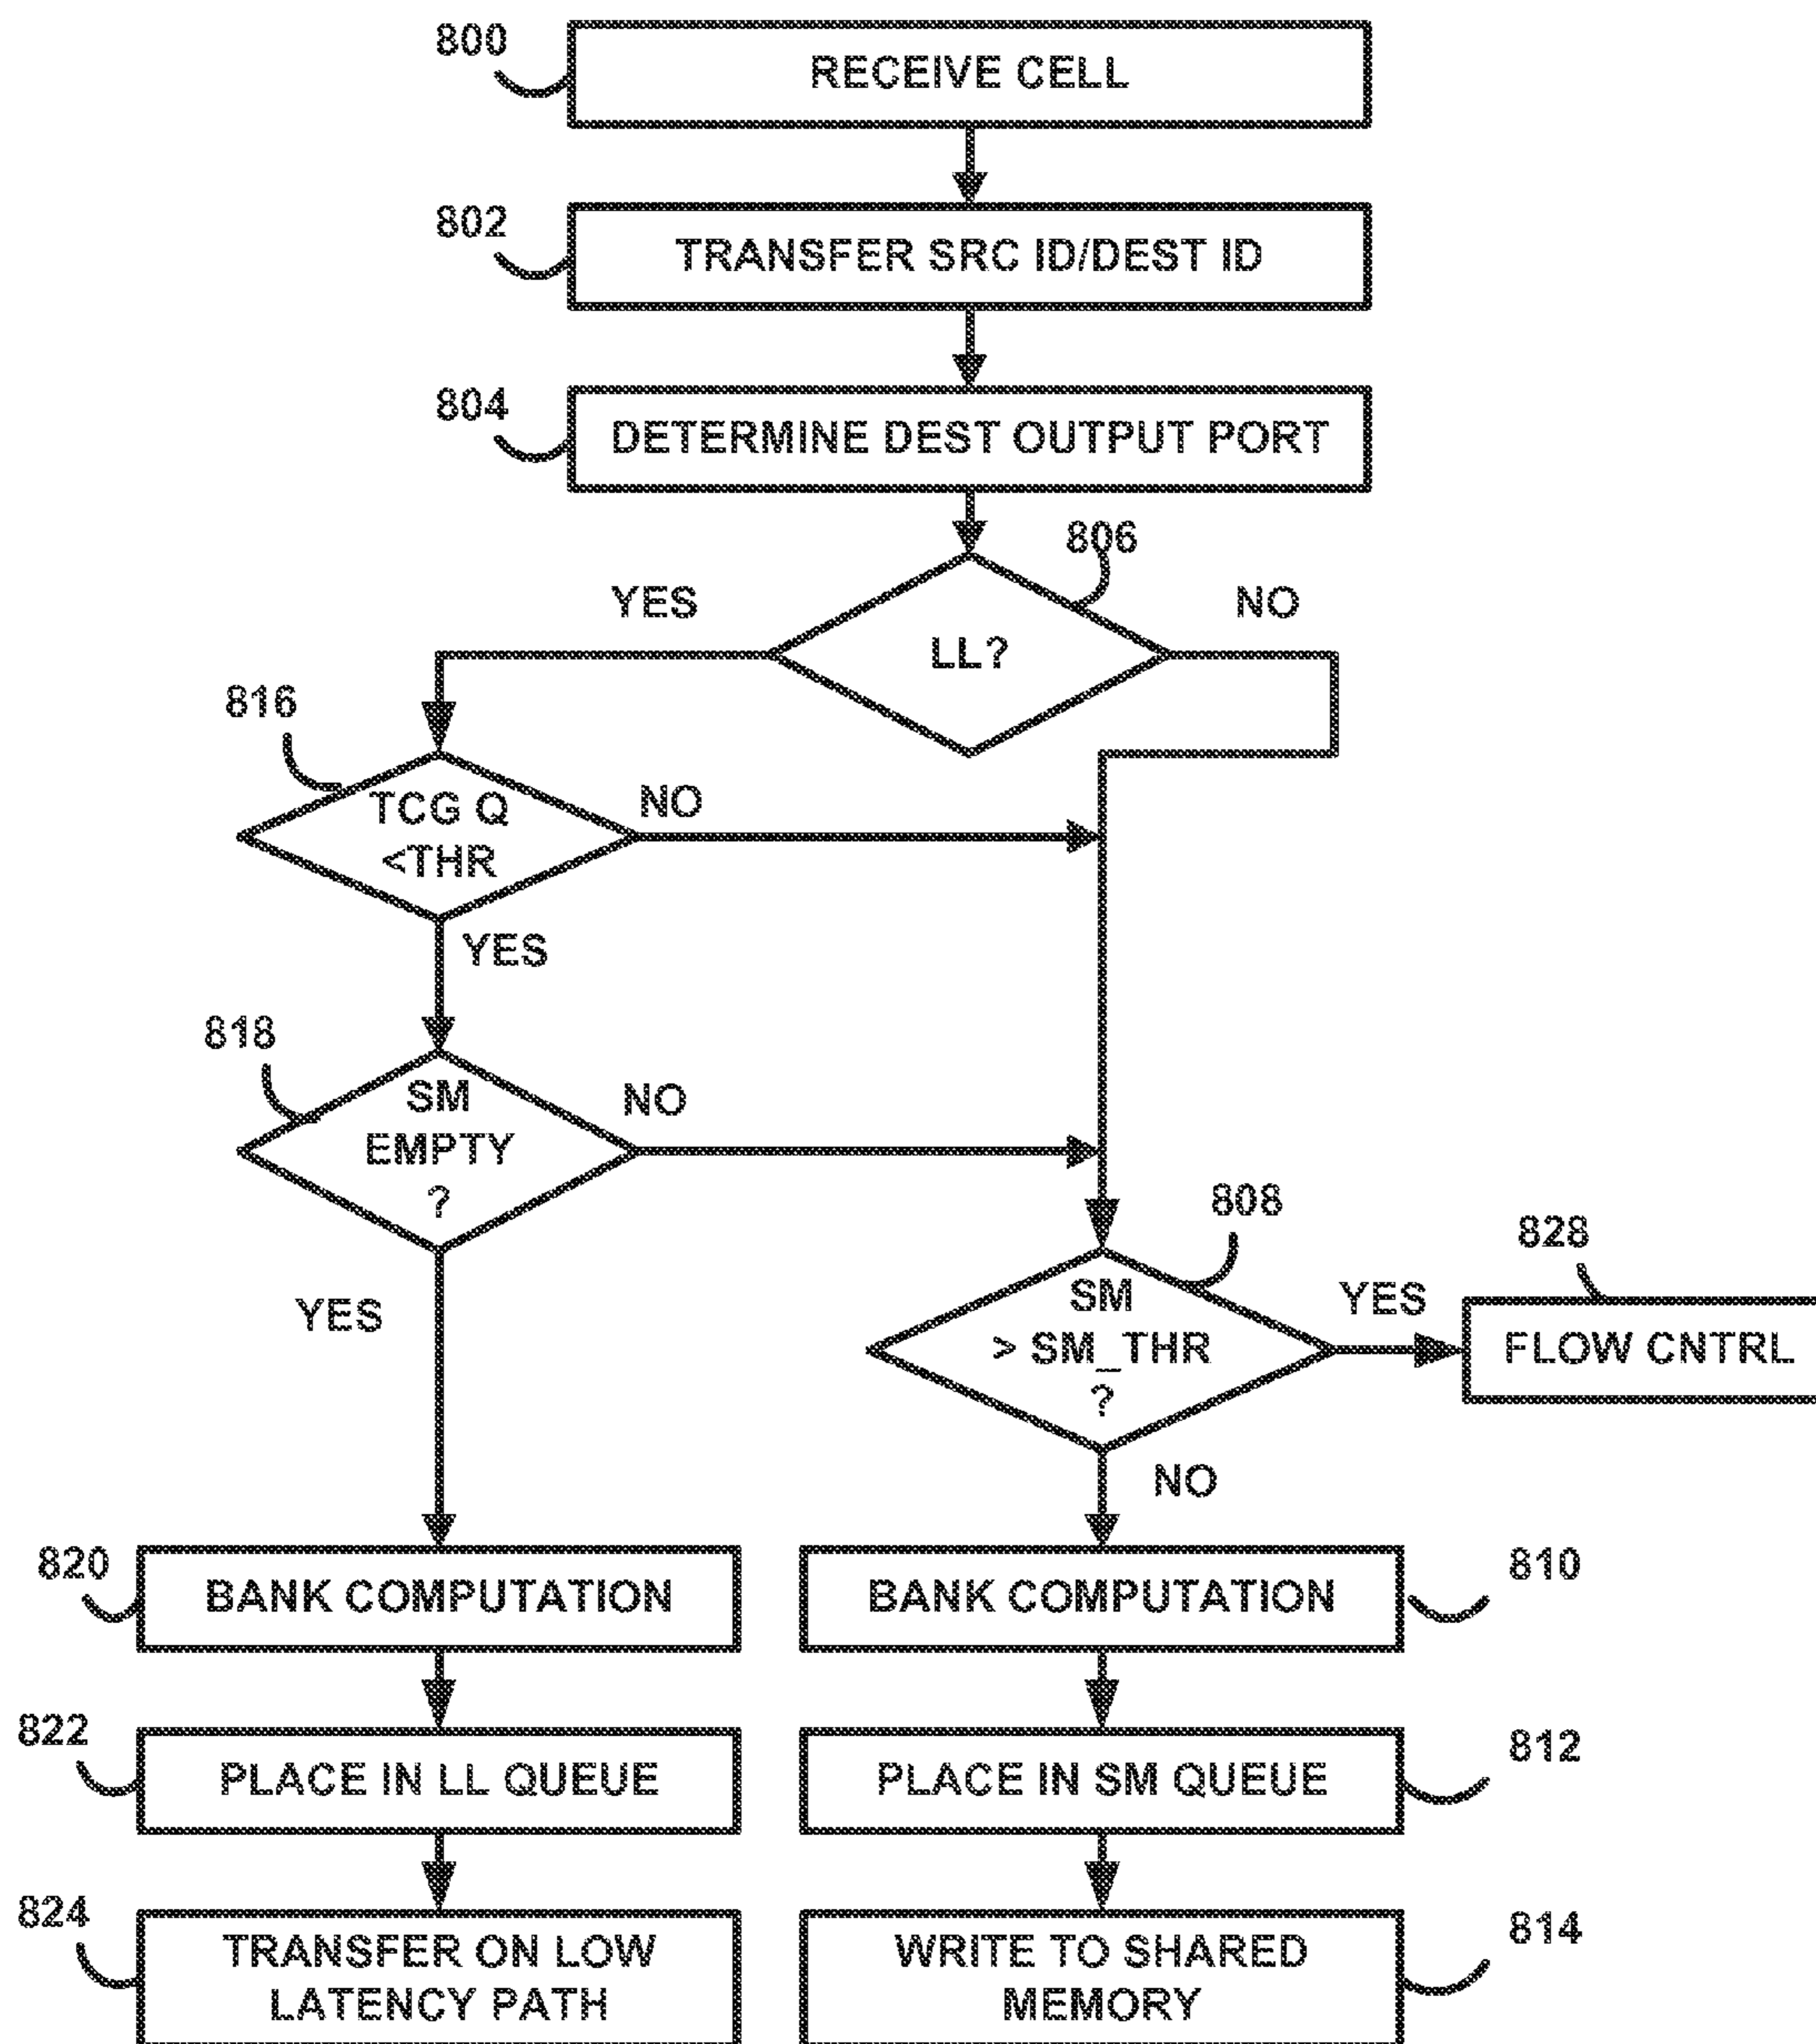 800
RECEIVE CELL
802
TRANSFER SRC ID/DEST ID
804
DETERMINE DEST OUTPUT PORT
806
YES
NO
LL?
816
TCG Q
<THR
NO
YES
818
SM
EMPTY
?
NO
YES
808
SM
> SM_THR
?
YES
828
FLOW CNTRL
NO
820
BANK COMPUTATION
BANK COMPUTATION
810
822
PLACE IN LL QUEUE
PLACE IN SM QUEUE
812
824
TRANSFER ON LOW
LATENCY PATH
WRITE TO SHARED
MEMORY
814